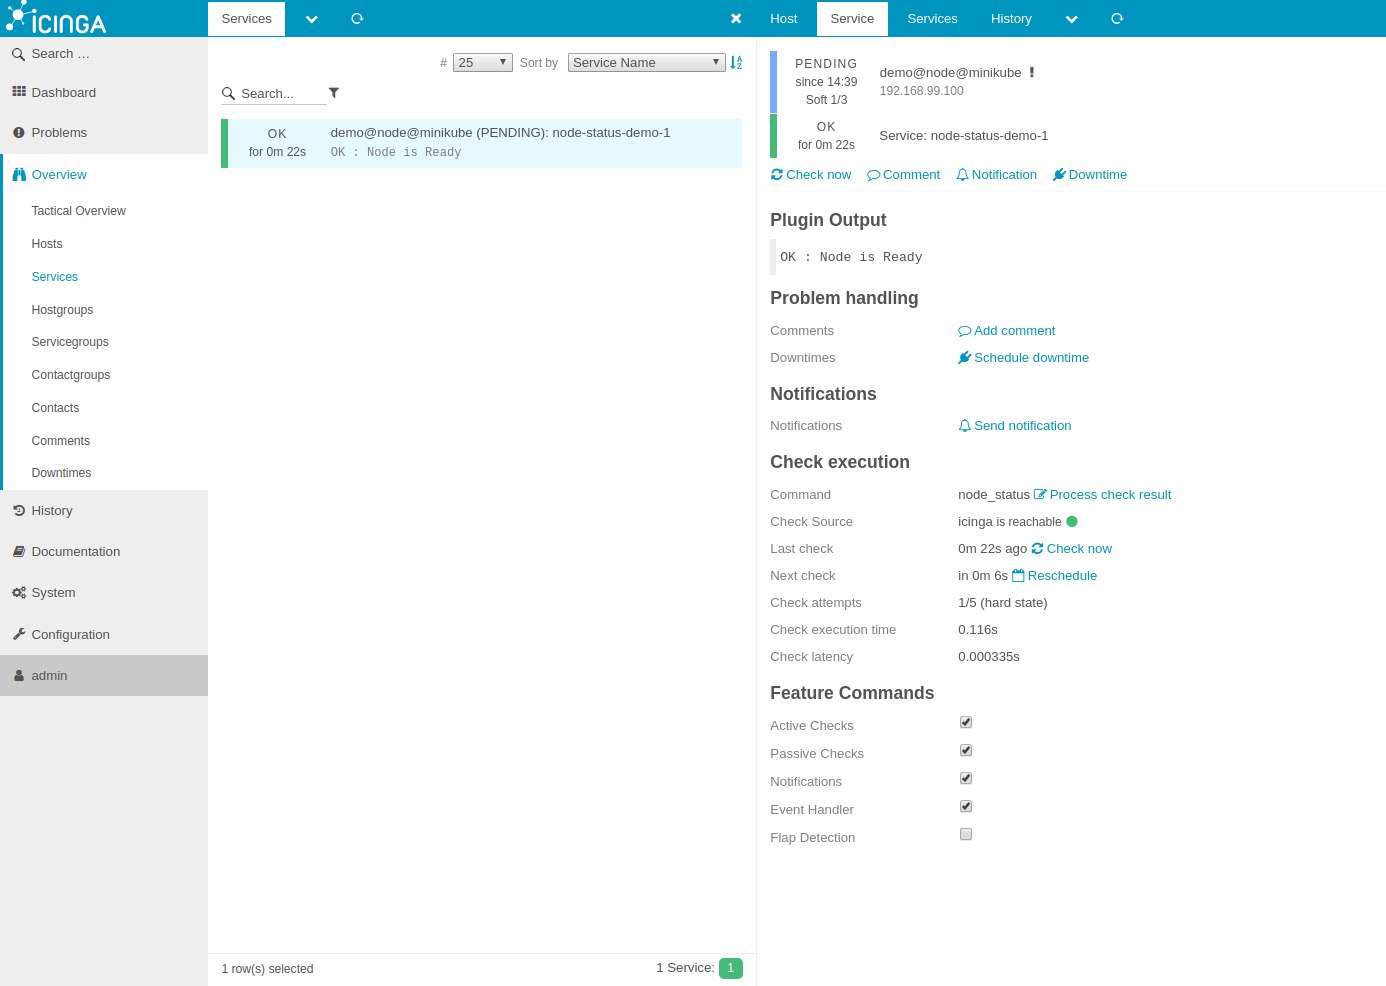 ICINGA
Search …
Dashboard
Problems
Overview
Tactical Overview
Hosts
Services
Hostgroups
Servicegroups
Contactgroups
Contacts
Comments
Downtimes
History
Documentation
System
Configuration
admin
Services
# 25 Sort by Service Name
Search...
OK
for 0m 22s
demo@node@minikube (PENDING): node-status-demo-1
OK : Node is Ready
1 row(s) selected
1 Service: 1
Host Service Services History
PENDING
since 14:39
Soft 1/3
demo@node@minikube
192.168.99.100
OK
for 0m 22s
Service: node-status-demo-1
Check now Comment Notification Downtime
Plugin Output
OK : Node is Ready
Problem handling
Comments Add comment
Downtimes Schedule downtime
Notifications
Notifications Send notification
Check execution
Command node_status Process check result
Check Source icinga is reachable
Last check 0m 22s ago Check now
Next check in 0m 6s Reschedule
Check attempts 1/5 (hard state)
Check execution time 0.116s
Check latency 0.000335s
Feature Commands
Active Checks
Passive Checks
Notifications
Event Handler
Flap Detection